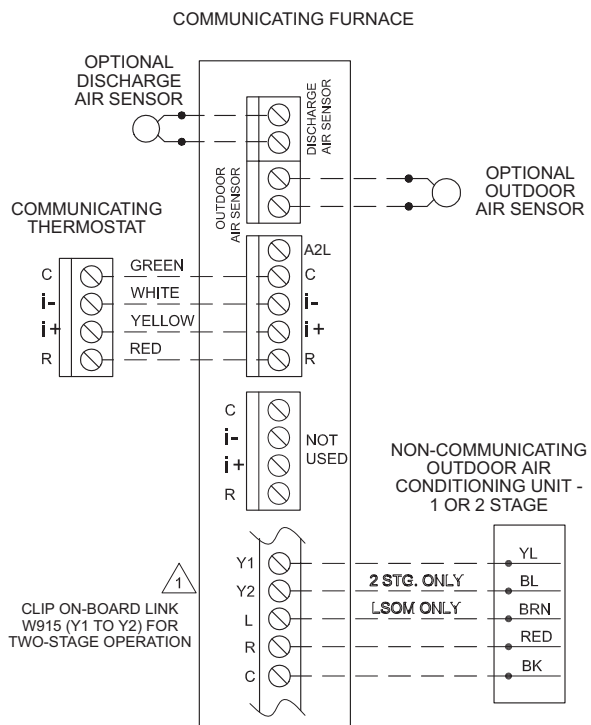 COMMUNICATING FURNACE
OPTIONAL
DISCHARGE
AIR SENSOR
DISCHARGE
AIR SENSOR
OUTDOOR
AIR SENSOR
OPTIONAL
OUTDOOR
AIR SENSOR
COMMUNICATING
THERMOSTAT
A2L
C GREEN C
i- WHITE i-
i+ YELLOW i+
R RED R
C
i-
i+
R
NOT
USED
NON-COMMUNICATING
OUTDOOR AIR
CONDITIONING UNIT -
1 OR 2 STAGE
1
CLIP ON-BOARD LINK
W915 (Y1 TO Y2) FOR
TWO-STAGE OPERATION
Y1 YL
Y2 2 STG. ONLY BL
L LSOM ONLY BRN
R RED
C BK